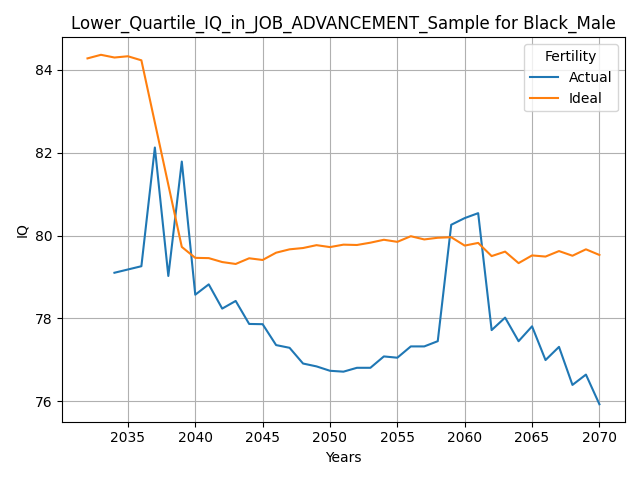 Lower_Quartile_IQ_in_JOB_ADVANCEMENT_Sample for Black_Male
Fertility
Actual
Ideal
IQ
84
82
80
78
76
2035 2040 2045 2050 2055 2060 2065 2070
Years